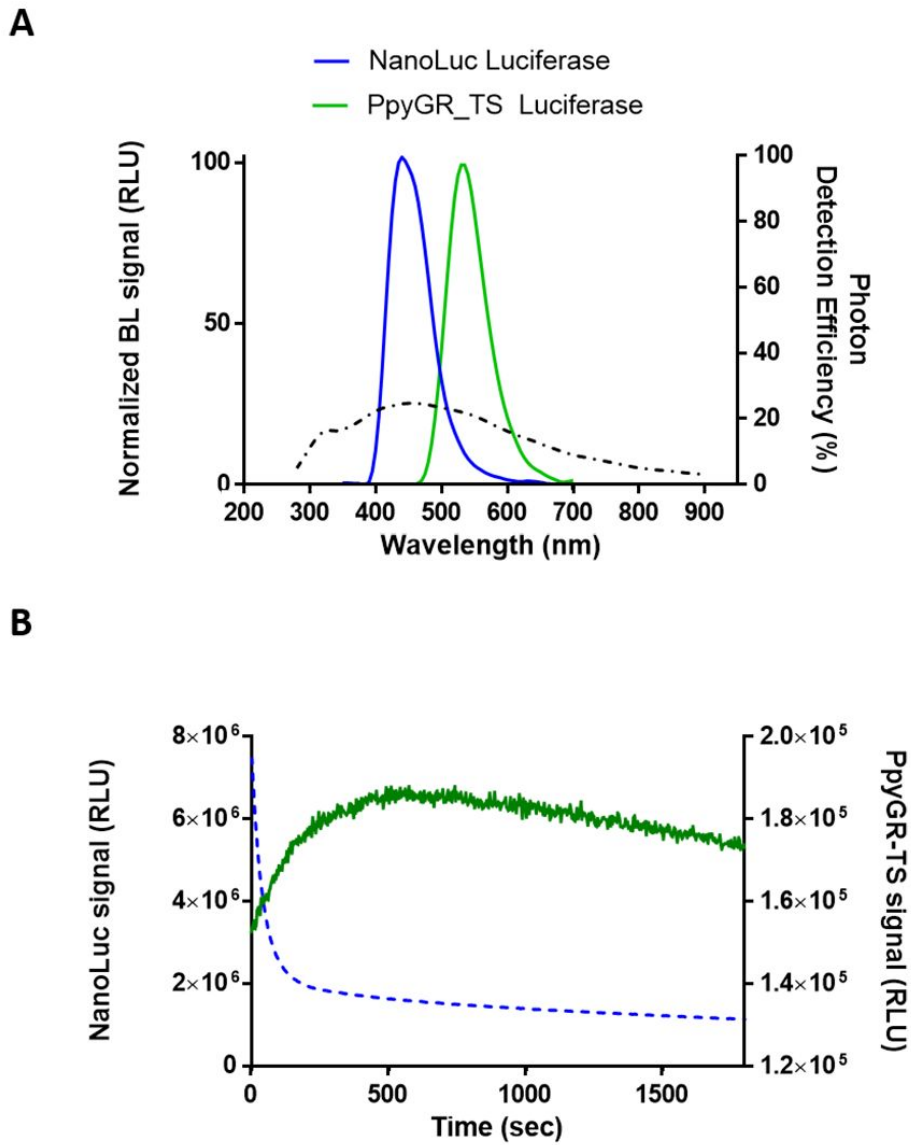 A
NanoLuc Luciferase
PpyGR_TS Luciferase
Normalized BL signal (RLU)
100
50
0
100
80
60
40
20
0
Photon
Detection Efficiency (%)
200 300 400 500 600 700 800 900
Wavelength (nm)
B
NanoLuc signal (RLU)
8×10⁶
6×10⁶
4×10⁶
2×10⁶
0
2.0×10⁵
1.8×10⁵
1.6×10⁵
1.4×10⁵
1.2×10⁵
PpyGR-TS signal (RLU)
0 500 1000 1500
Time (sec)